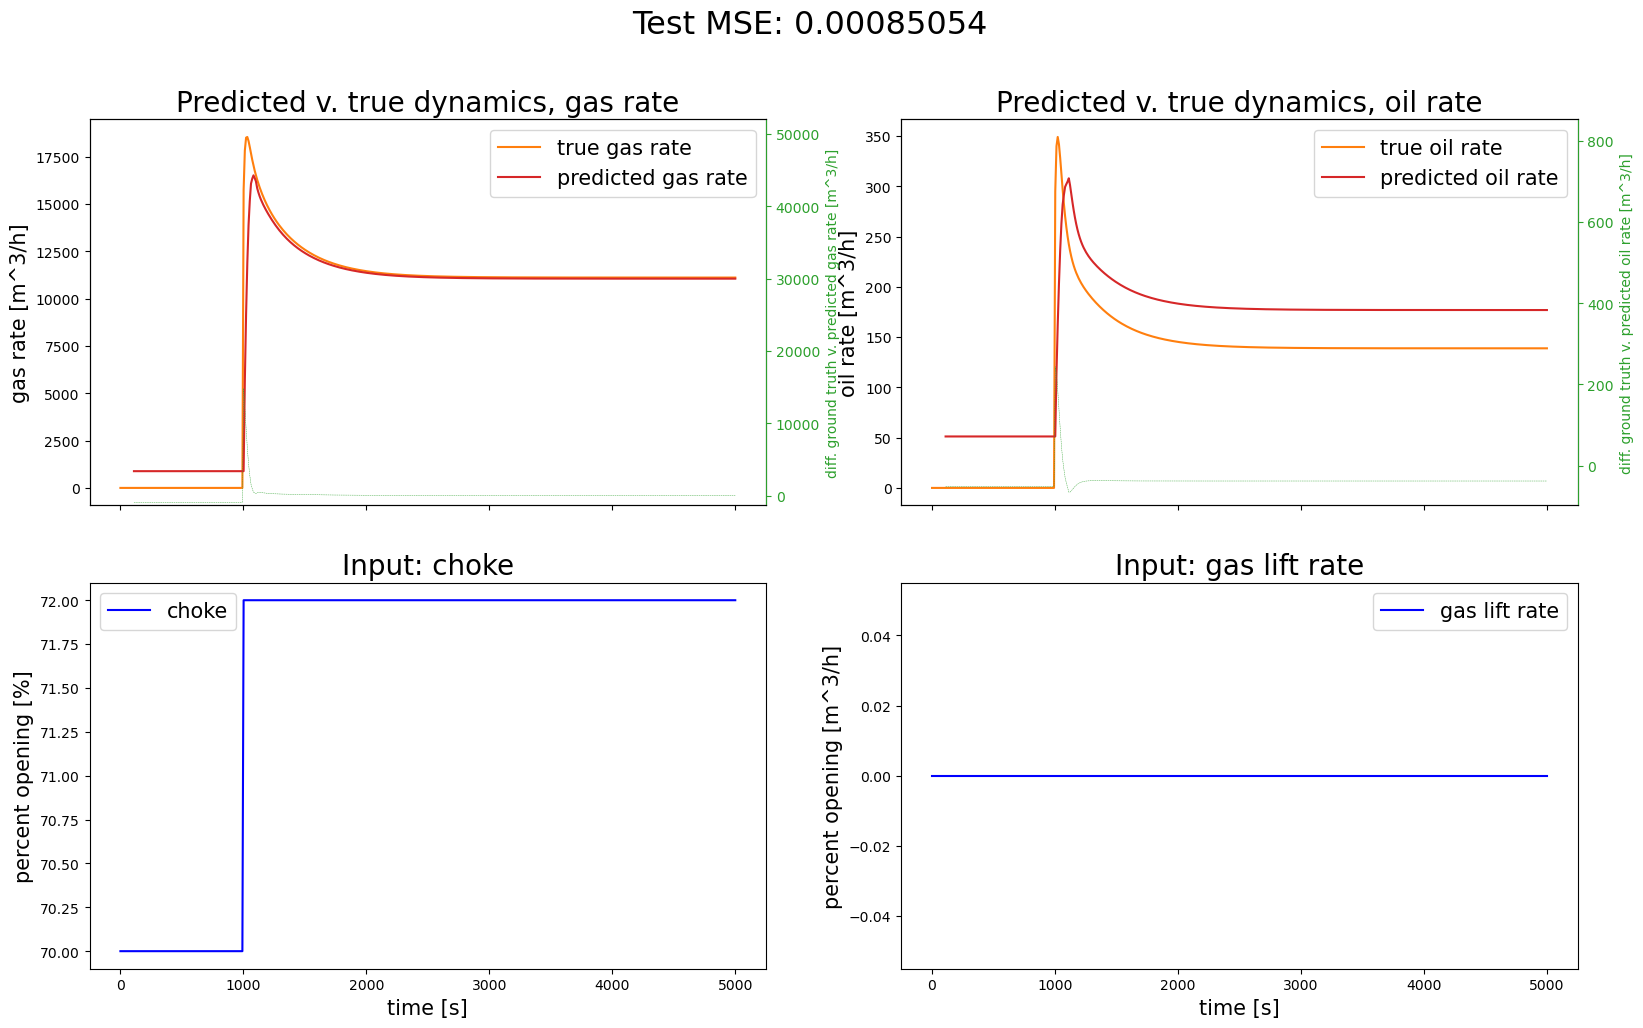 Test MSE: 0.00085054
Predicted v. true dynamics, gas rate
gas rate [m^3/h]
17500
15000
12500
10000
7500
5000
2500
0
true gas rate
predicted gas rate
50000
40000
30000
20000
10000
0
diff. ground truth v. predicted gas rate [m^3/h]
Predicted v. true dynamics, oil rate
oil rate [m^3/h]
350
300
250
200
150
100
50
0
true oil rate
predicted oil rate
800
600
400
200
0
diff. ground truth v. predicted oil rate [m^3/h]
Input: choke
percent opening [%]
72.00
71.75
71.50
71.25
71.00
70.75
70.50
70.25
70.00
choke
0 1000 2000 3000 4000 5000
time [s]
Input: gas lift rate
percent opening [m^3/h]
0.04
0.02
0.00
−0.02
−0.04
gas lift rate
0 1000 2000 3000 4000 5000
time [s]